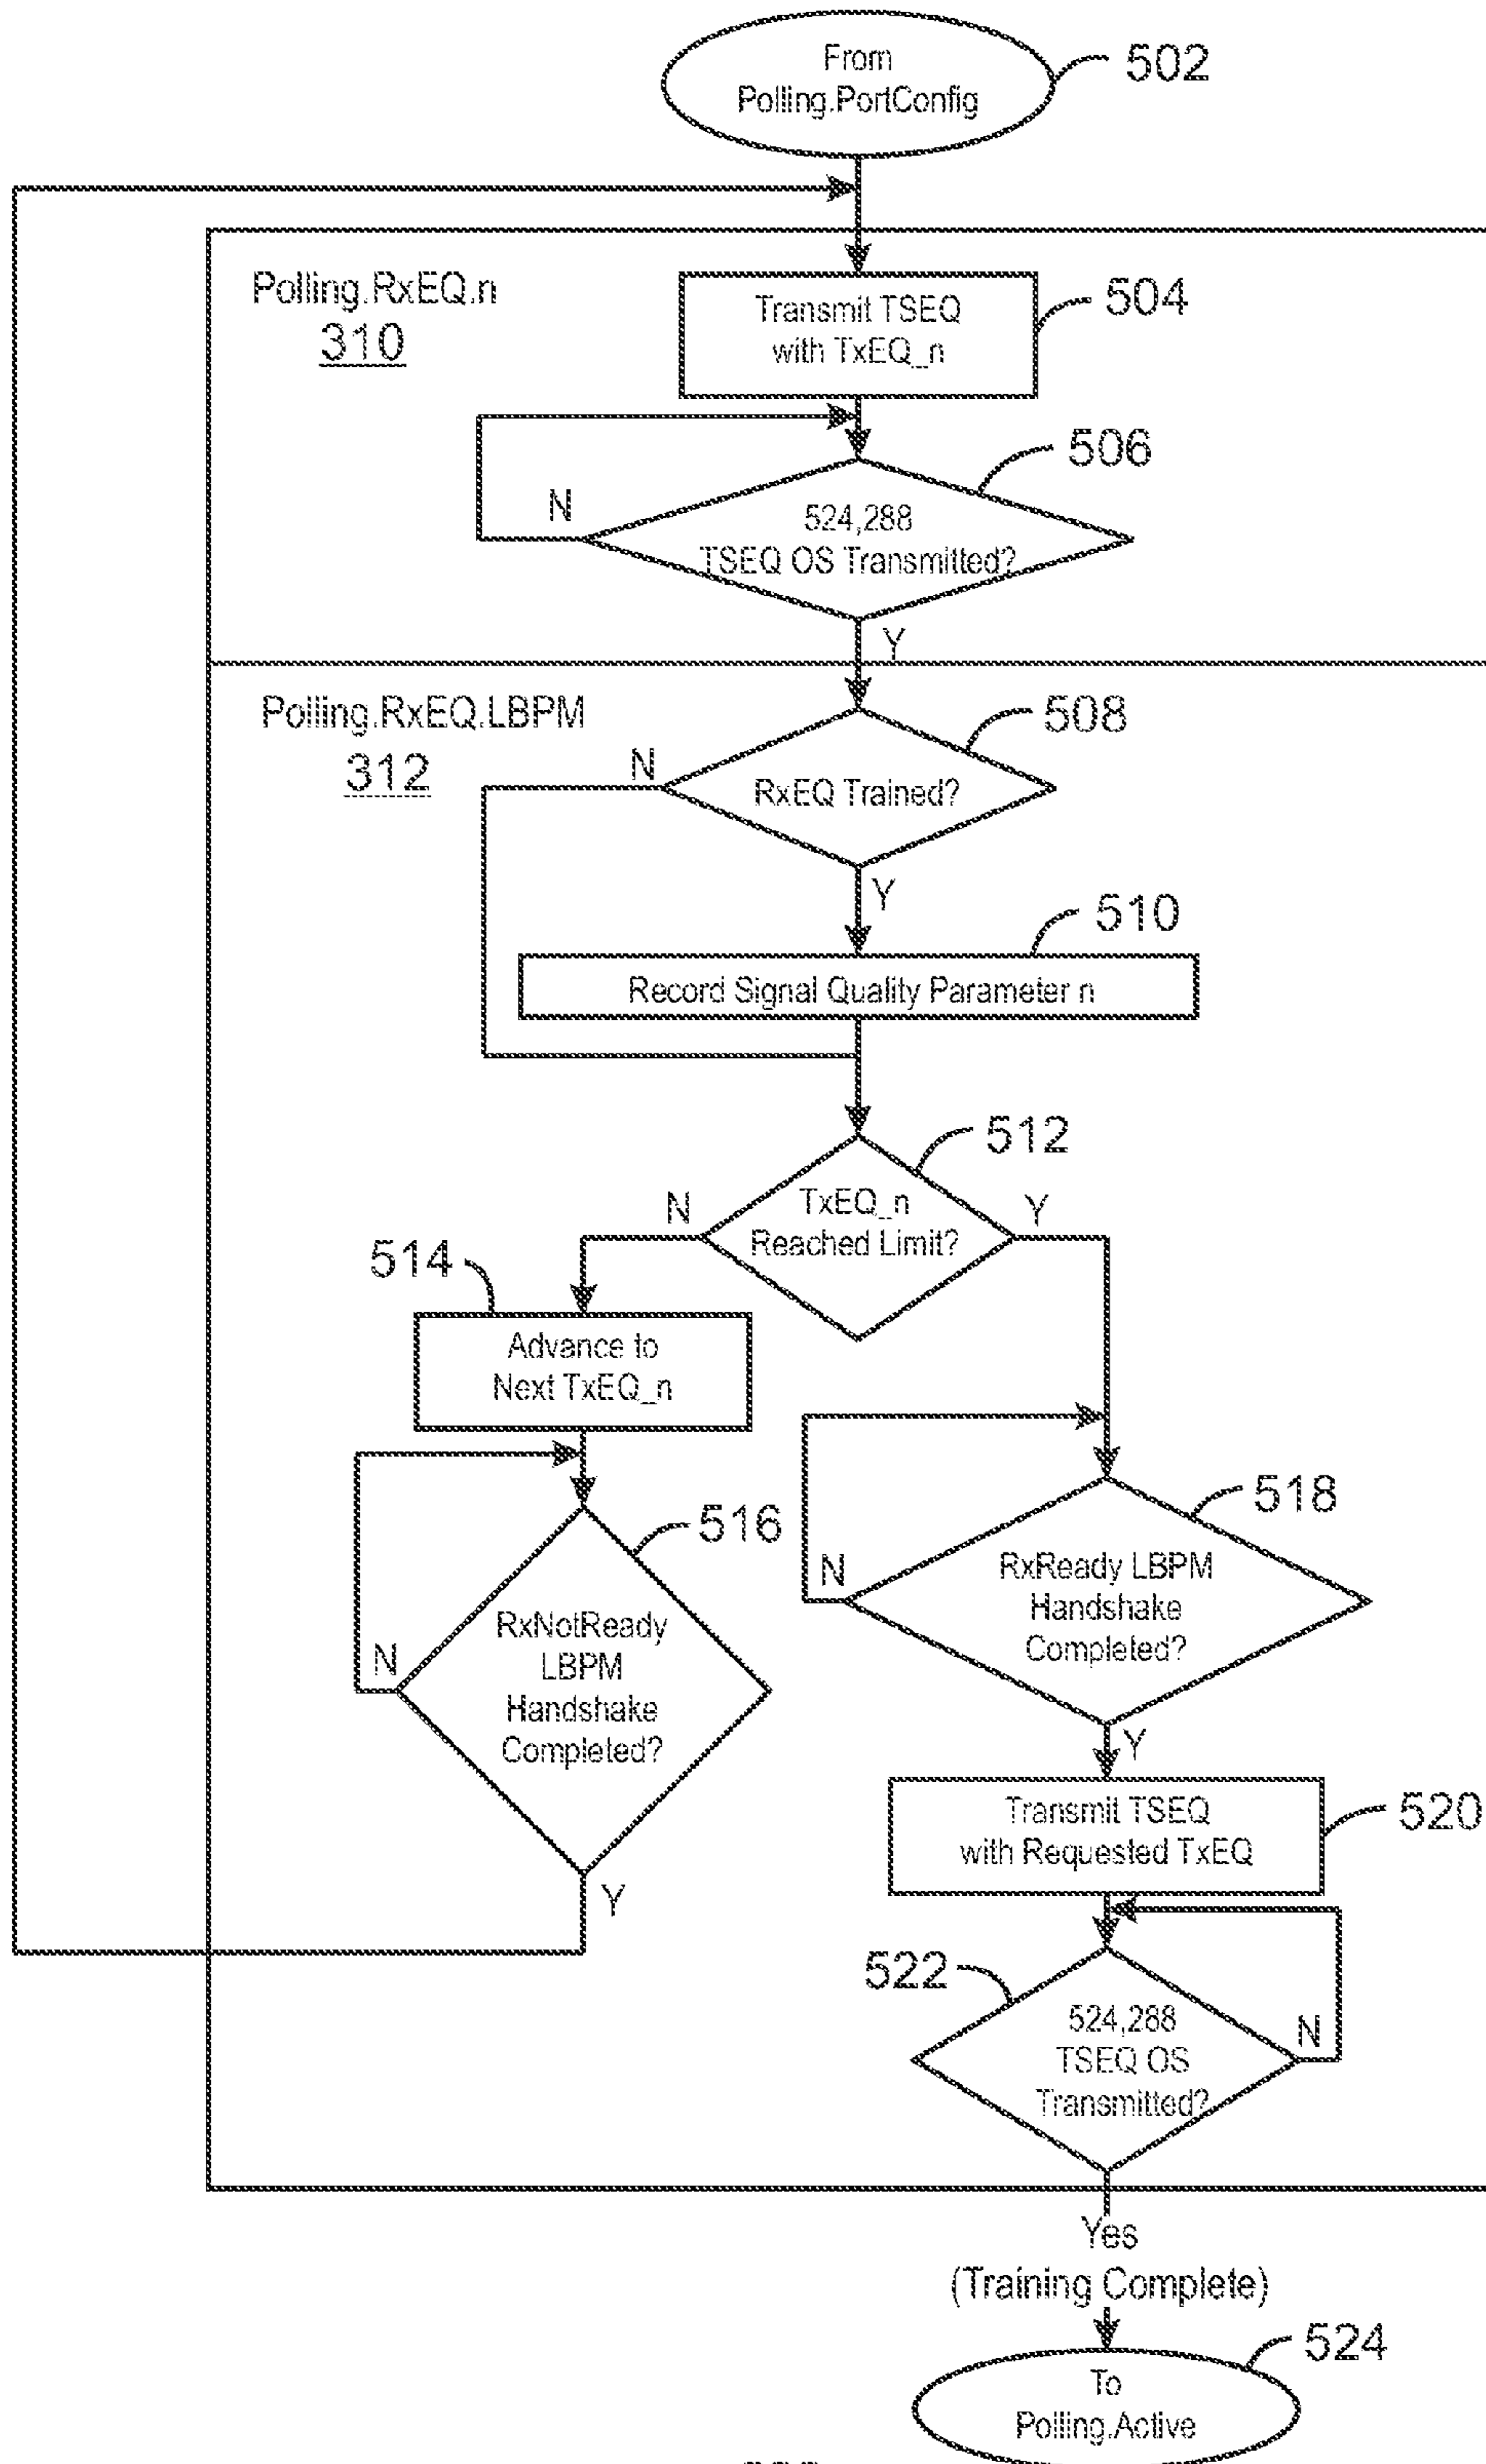 From
Polling.PortConfig
502
Polling.RxEQ.n
310
Transmit TSEQ
with TxEQ_n
504
506
N
524,288
TSEQ OS Transmitted?
Y
Polling.RxEQ.LBPM
312
508
N
RxEQ Trained?
Y
510
Record Signal Quality Parameter n
512
N
TxEQ_n
Reached Limit?
Y
514
Advance to
Next TxEQ_n
516
N
RxNotReady
LBPM
Handshake
Completed?
Y
518
N
RxReady LBPM
Handshake
Completed?
Y
Transmit TSEQ
with Requested TxEQ
520
522
524,288
TSEQ OS
Transmitted?
N
Yes
(Training Complete)
524
To
Polling.Active